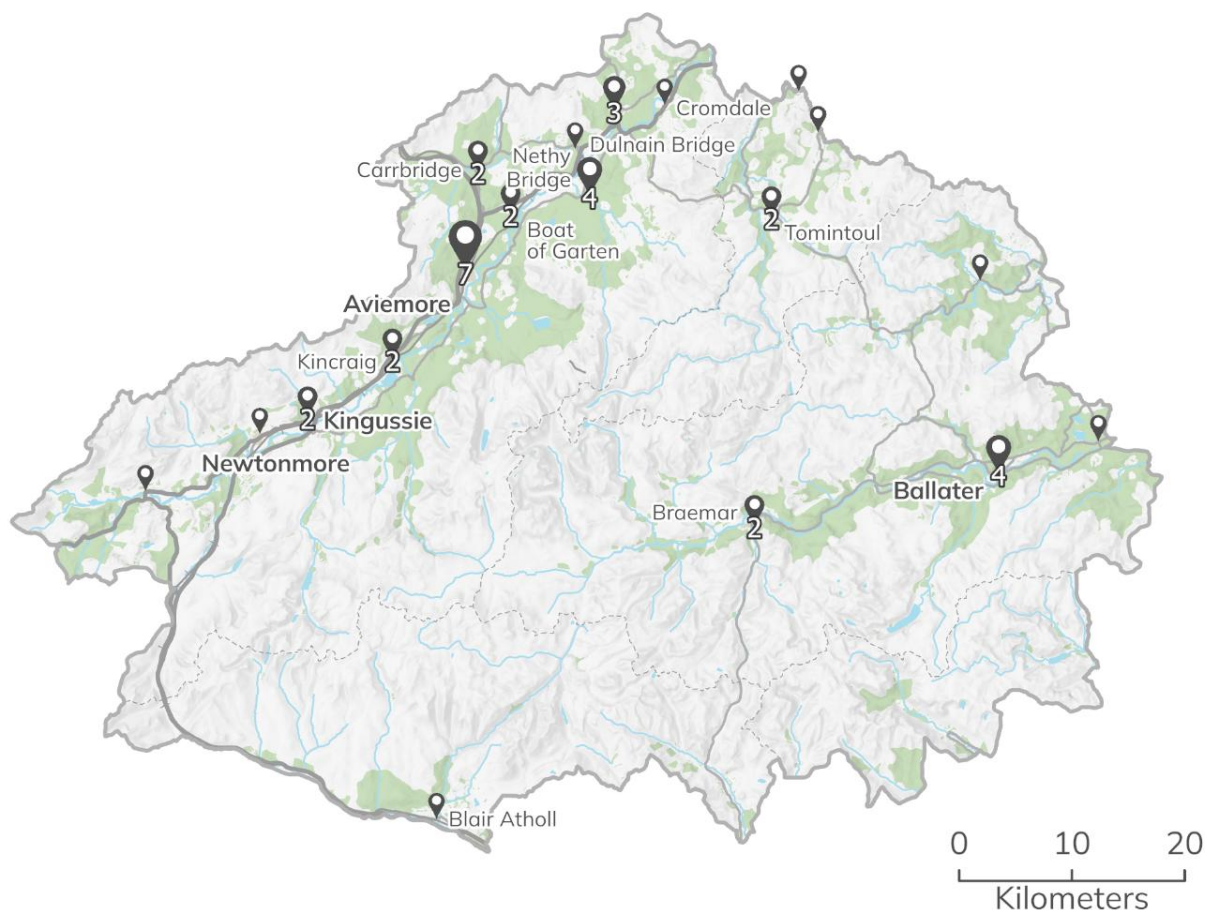 3
Cromdale
Dulnain Bridge
Nethy
Bridge
Carrbridge
2
4
2
Boat
of Garten
2
Tomintoul
7
Aviemore
Kincraig
2
2
Kingussie
Newtonmore
Ballater
4
Braemar
2
Blair Atholl
0 10 20
Kilometers